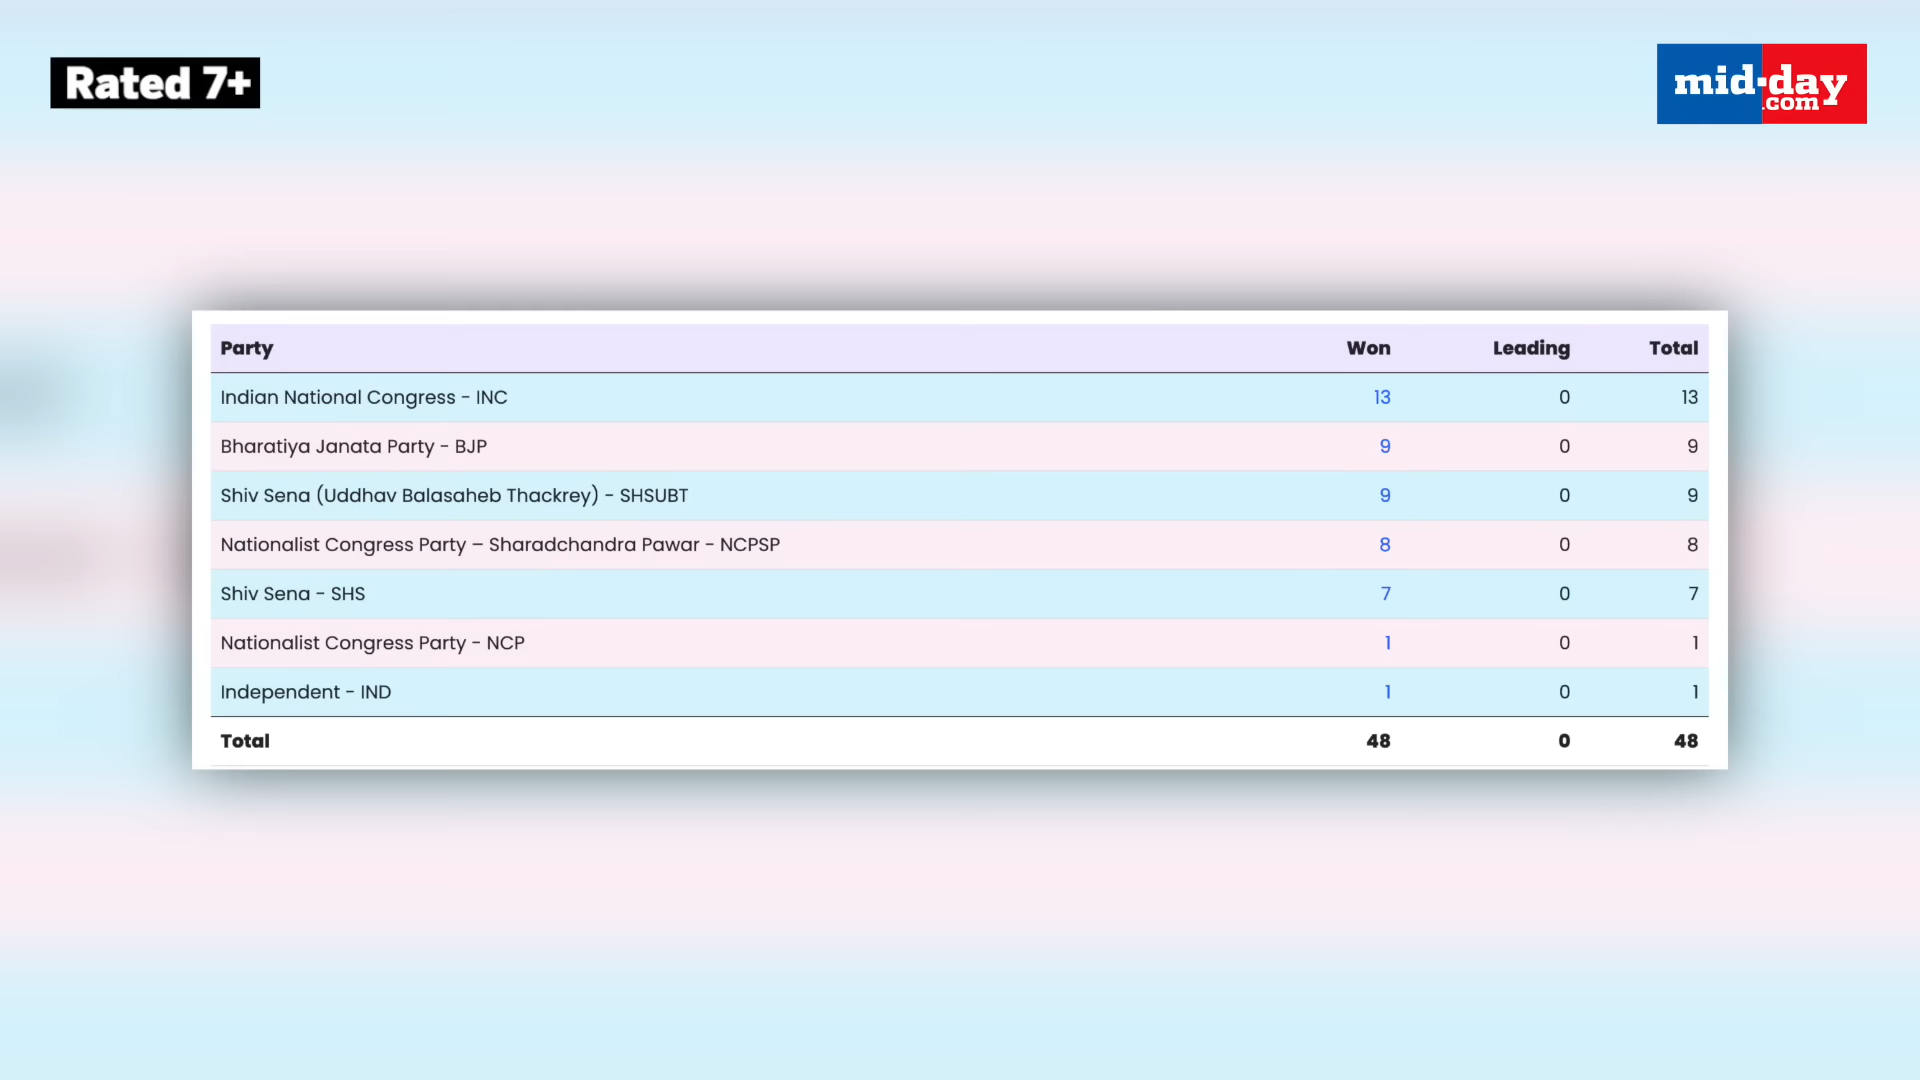 Rated 7+
mid-day
.com
Party Won Leading Total
Indian National Congress - INC 13 0 13
Bharatiya Janata Party - BJP 9 0 9
Shiv Sena (Uddhav Balasaheb Thackrey) - SHSUBT 9 0 9
Nationalist Congress Party – Sharadchandra Pawar - NCPSP 8 0 8
Shiv Sena - SHS 7 0 7
Nationalist Congress Party - NCP 1 0 1
Independent - IND 1 0 1
Total 48 0 48